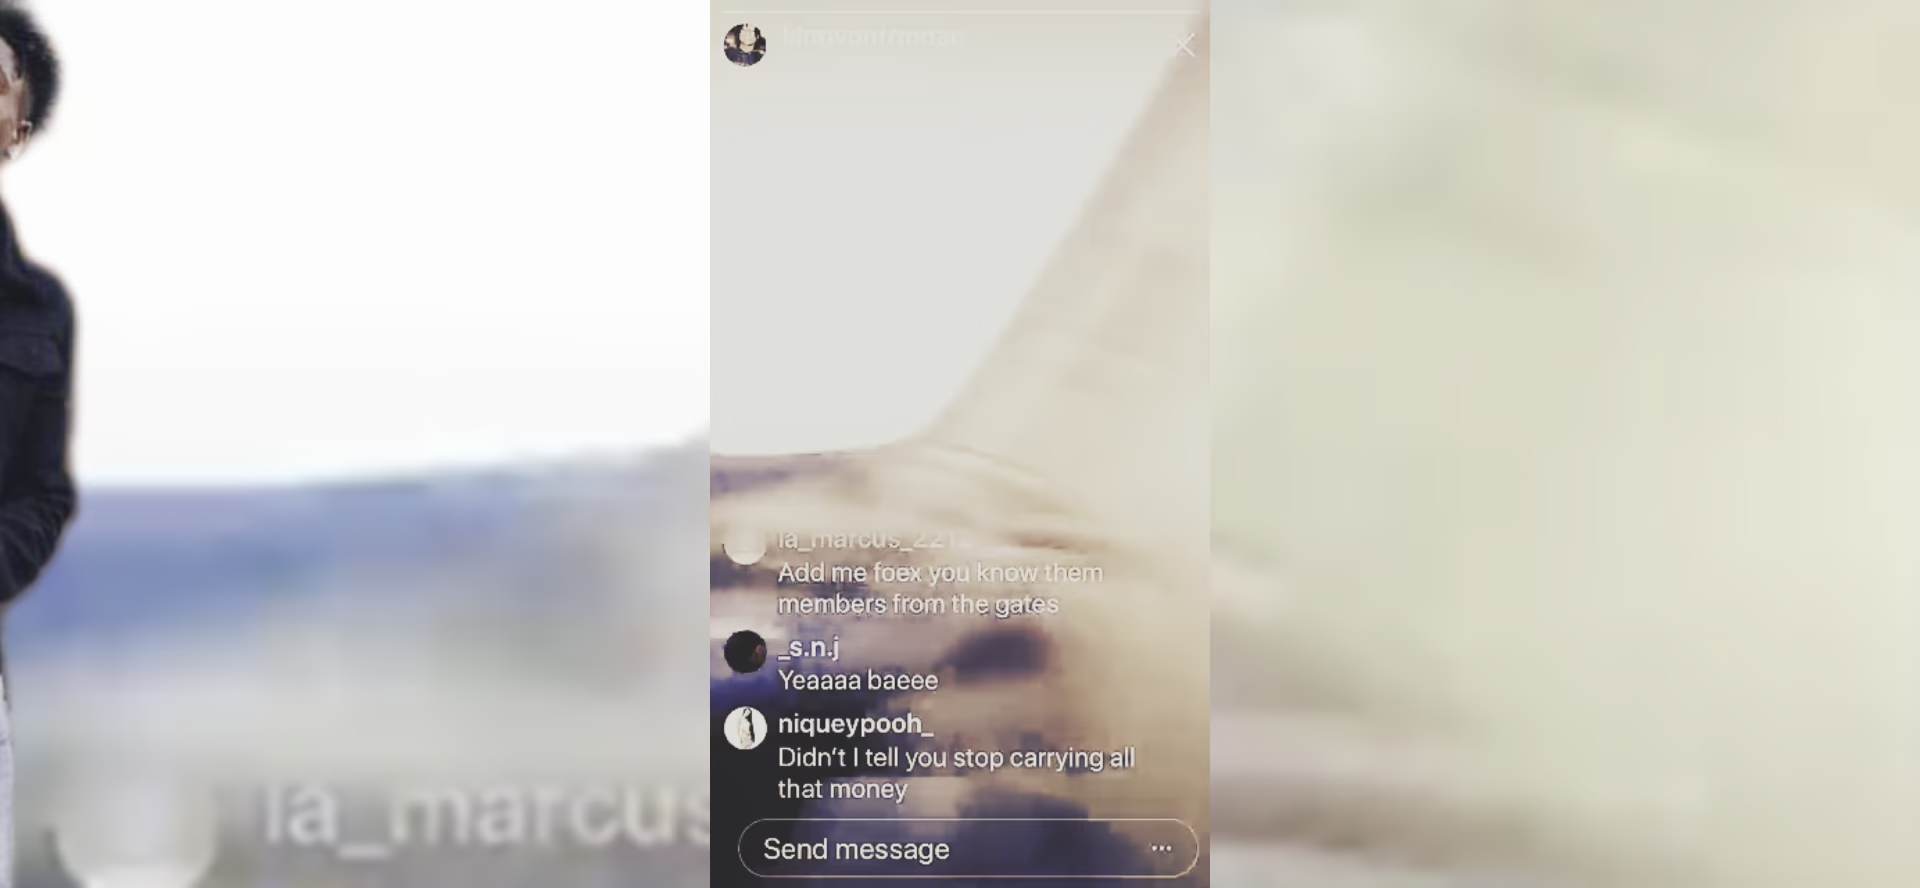 la_marcus_221_
Add me foex you know them
members from the gates
_s.n.j
Yeaaaa baeee
niqueypooh_
Didn't I tell you stop carrying all
that money
Send message
la_marcus